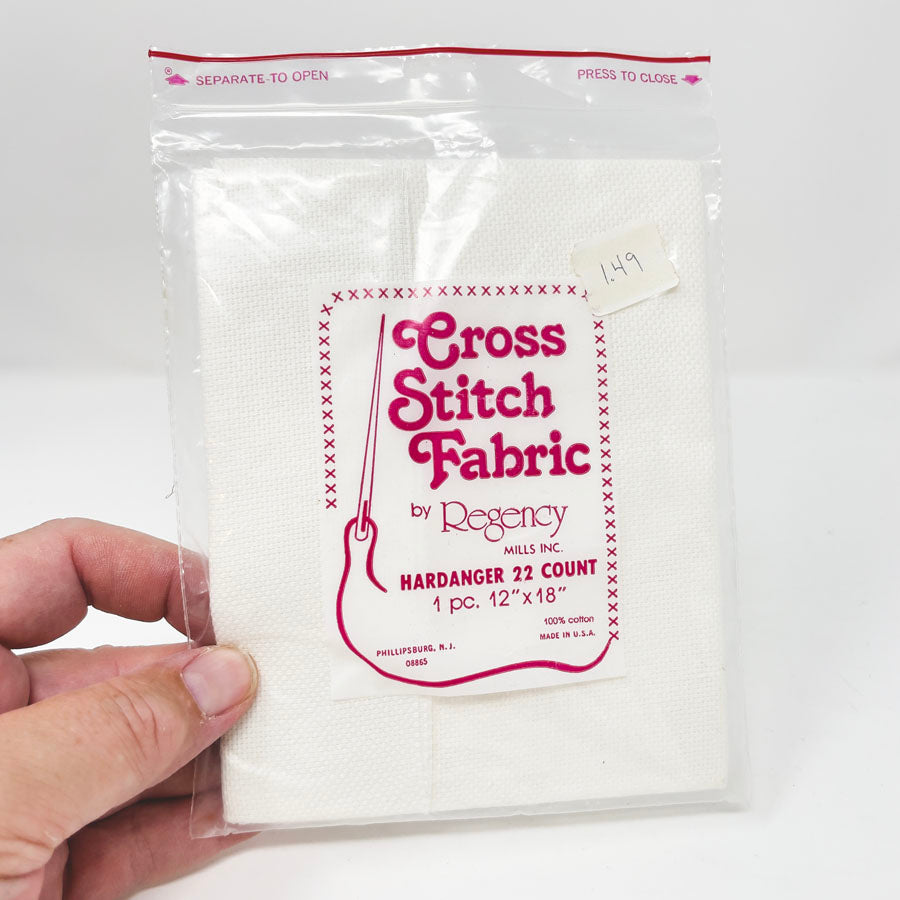 ® SEPARATE TO OPEN
PRESS TO CLOSE
1.49
Cross
Stitch
Fabric
by Regency
MILLS INC.
HARDANGER 22 COUNT
1 pc. 12" x 18"
100% cotton
MADE IN U.S.A.
PHILLIPSBURG, N.J.
08865